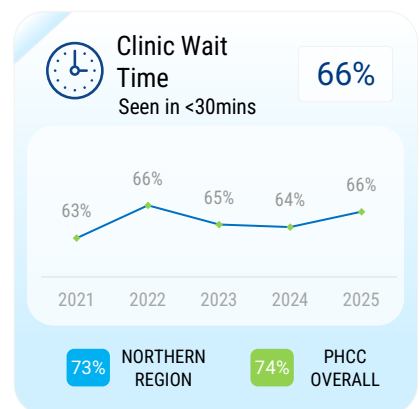 Clinic Wait
Time
Seen in <30mins
66%
63%
66%
65%
64%
66%
2021
2022
2023
2024
2025
73%
NORTHERN
REGION
74%
PHCC
OVERALL